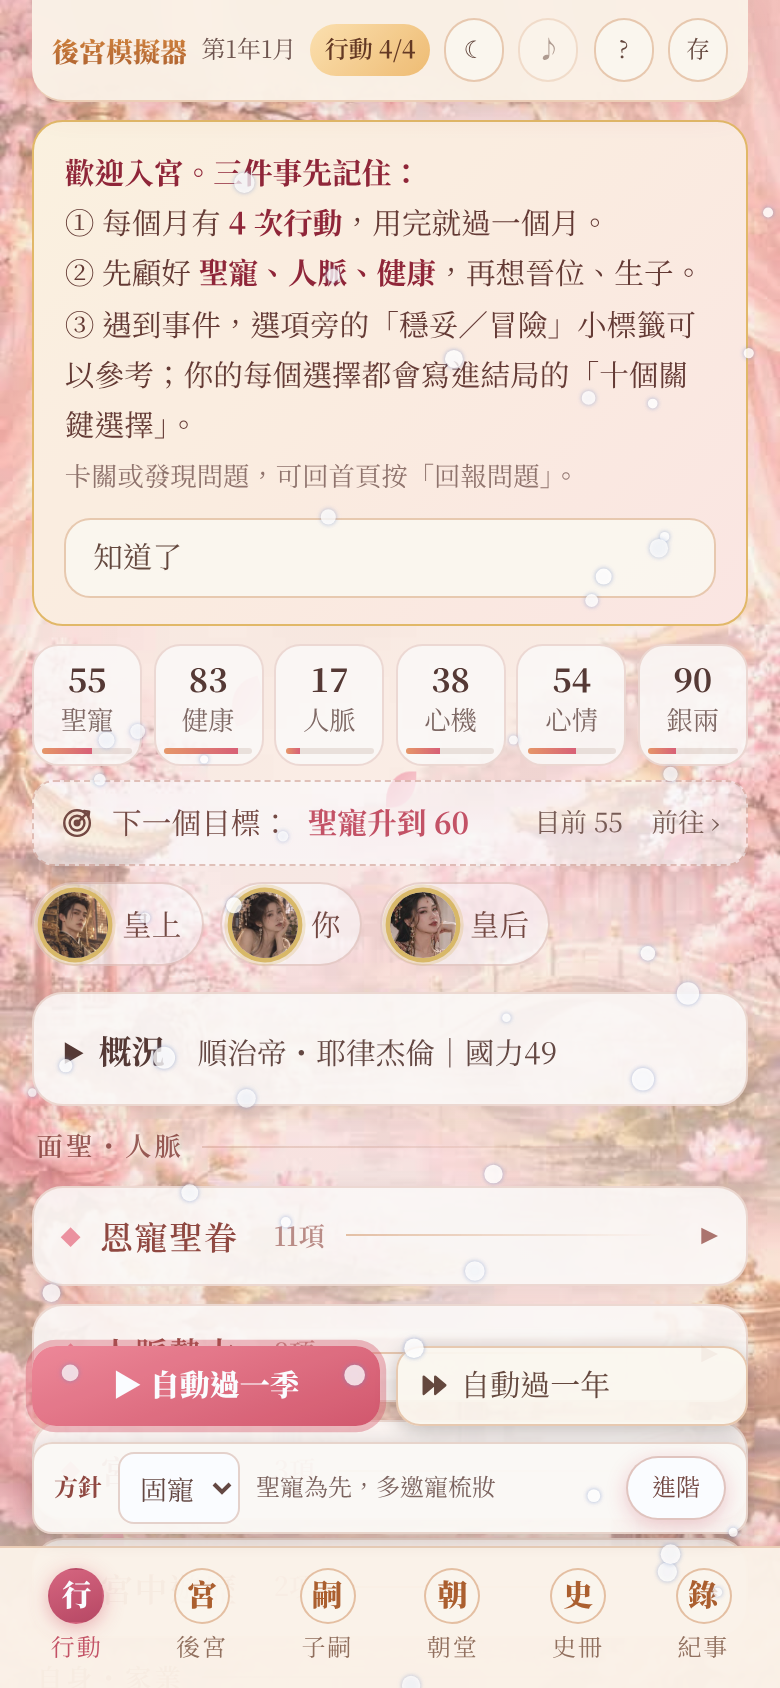 後宮模擬器 第1年1月 行動 4/4 ☾ ♪ ? 存
歡迎入宮。三件事先記住：
① 每個月有 4 次行動，用完就過一個月。
② 先顧好 聖寵、人脈、健康，再想晉位、生子。
③ 遇到事件，選項旁的「穩妥／冒險」小標籤可
以參考；你的每個選擇都會寫進結局的「十個關
鍵選擇」。
卡關或發現問題，可回首頁按「回報問題」。
知道了
55 83 17 38 54 90
聖寵 健康 人脈 心機 心情 銀兩
下一個目標： 聖寵升到 60 目前 55 前往 ›
皇上 你 皇后
▶ 概況 順治帝・耶律杰倫｜國力49
面聖・人脈
恩寵聖眷 11項 ▶
▶ 自動過一季 自動過一年
方針 固寵 聖寵為先，多邀寵梳妝 進階
行 宮 嗣 朝 史 錄
行動 後宮 子嗣 朝堂 史冊 紀事